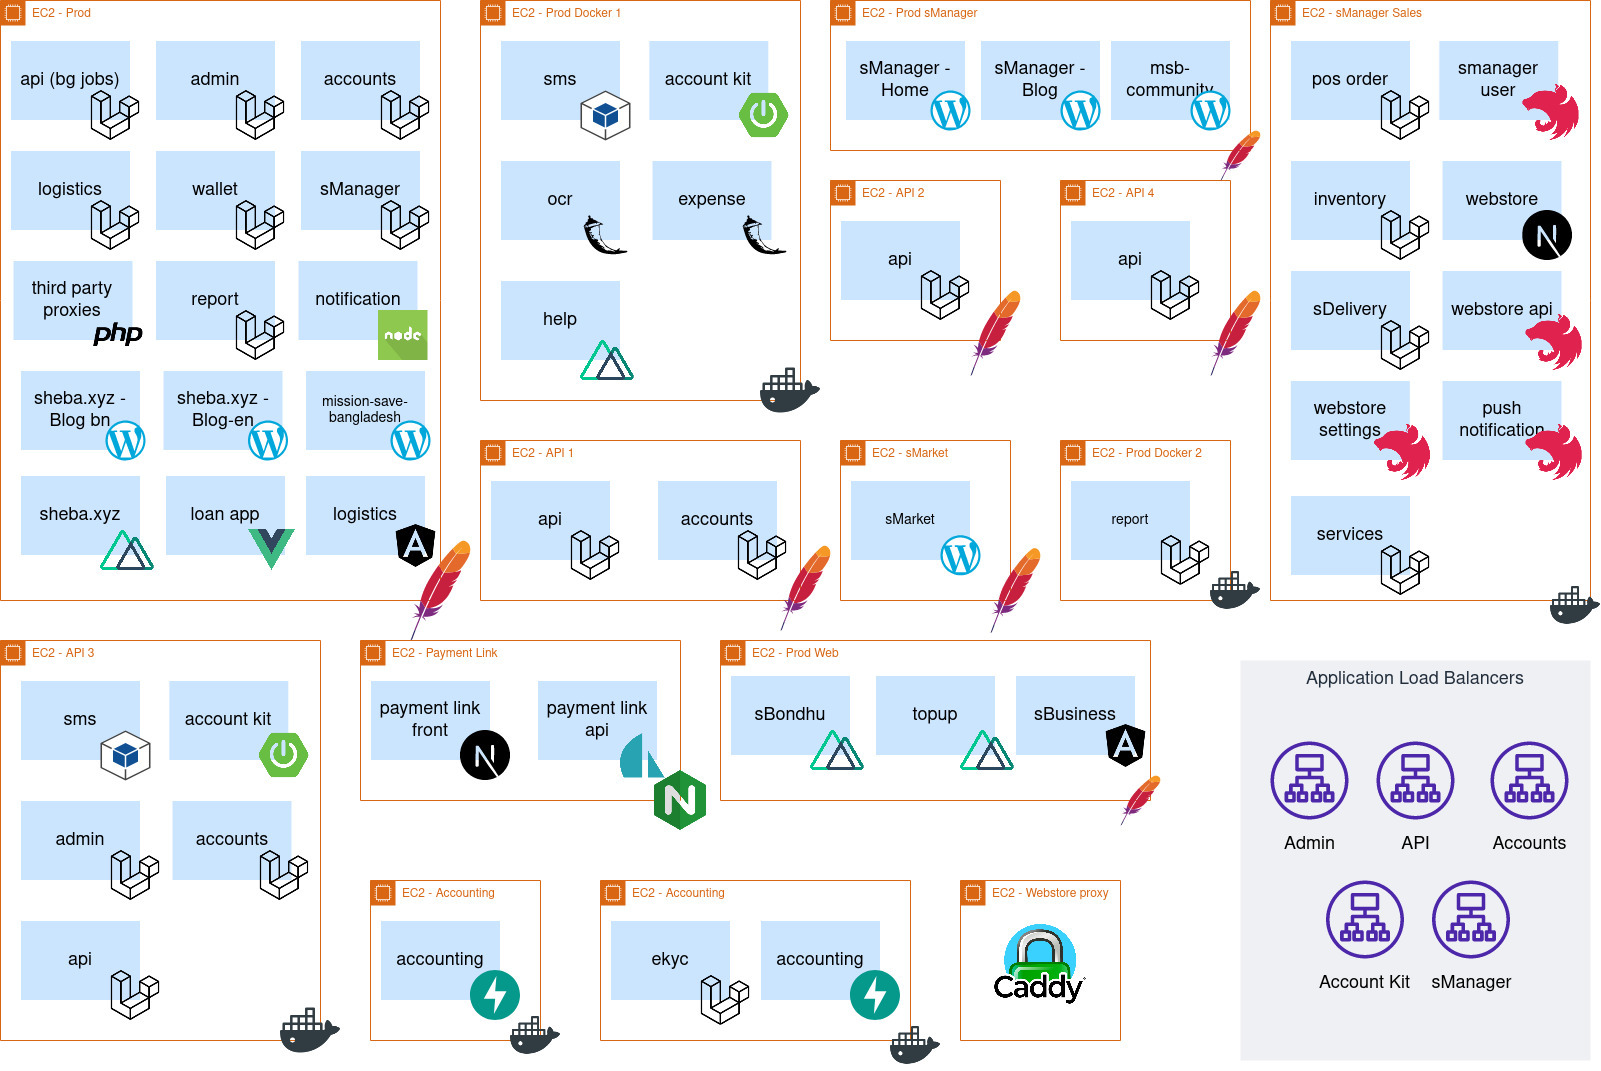 EC2 - Prod
api (bg jobs)
admin
accounts
logistics
wallet
sManager
third party
proxies
php
report
notification
node
sheba.xyz -
Blog bn
sheba.xyz -
Blog-en
mission-save-
bangladesh
sheba.xyz
loan app
logistics
EC2 - Prod Docker 1
sms
account kit
ocr
expense
help
EC2 - Prod sManager
sManager -
Home
sManager -
Blog
msb-
community
EC2 - API 2
api
EC2 - API 4
api
EC2 - sManager Sales
pos order
smanager
user
inventory
webstore
sDelivery
webstore api
webstore
settings
push
notification
services
EC2 - API 1
api
accounts
EC2 - sMarket
sMarket
EC2 - Prod Docker 2
report
EC2 - API 3
sms
account kit
admin
accounts
api
EC2 - Payment Link
payment link
front
payment link
api
EC2 - Prod Web
sBondhu
topup
sBusiness
EC2 - Accounting
accounting
EC2 - Accounting
ekyc
accounting
EC2 - Webstore proxy
Caddy
Application Load Balancers
Admin
API
Accounts
Account Kit
sManager